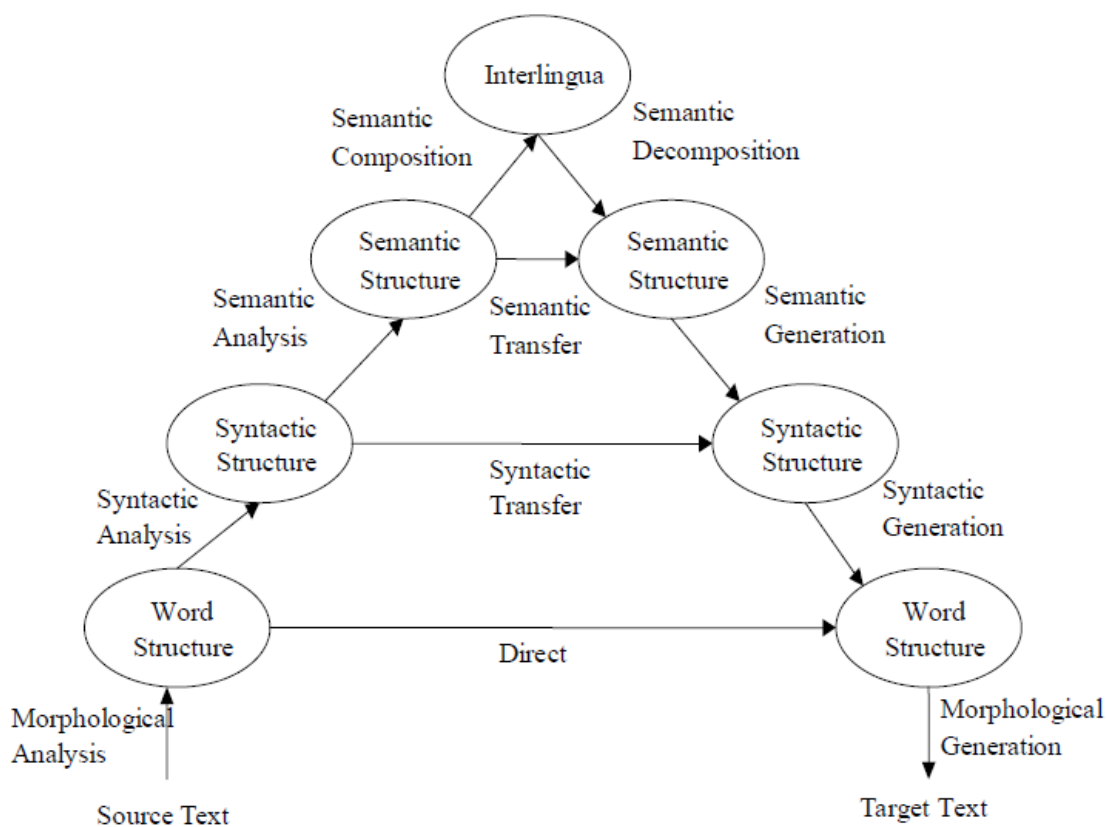 Interlingua
Semantic
Composition
Semantic
Decomposition
Semantic
Structure
Semantic
Structure
Semantic
Analysis
Semantic
Transfer
Semantic
Generation
Syntactic
Structure
Syntactic
Structure
Syntactic
Analysis
Syntactic
Transfer
Syntactic
Generation
Word
Structure
Word
Structure
Direct
Morphological
Analysis
Morphological
Generation
Source Text
Target Text